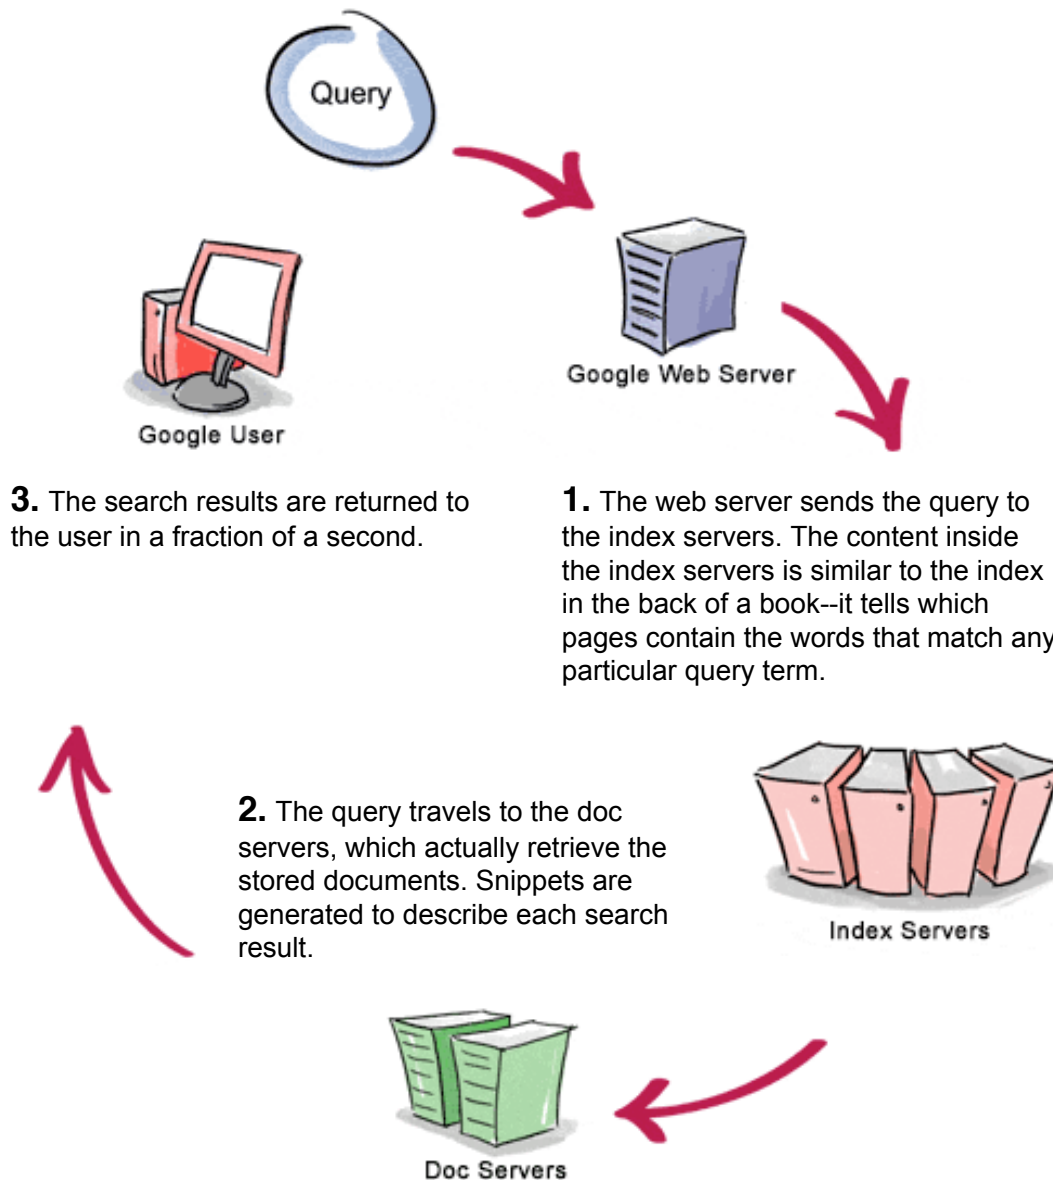 Query
Google Web Server
Google User
3. The search results are returned to
the user in a fraction of a second.
1. The web server sends the query to
the index servers. The content inside
the index servers is similar to the index
in the back of a book--it tells which
pages contain the words that match any
particular query term.
2. The query travels to the doc
servers, which actually retrieve the
stored documents. Snippets are
generated to describe each search
result.
Index Servers
Doc Servers